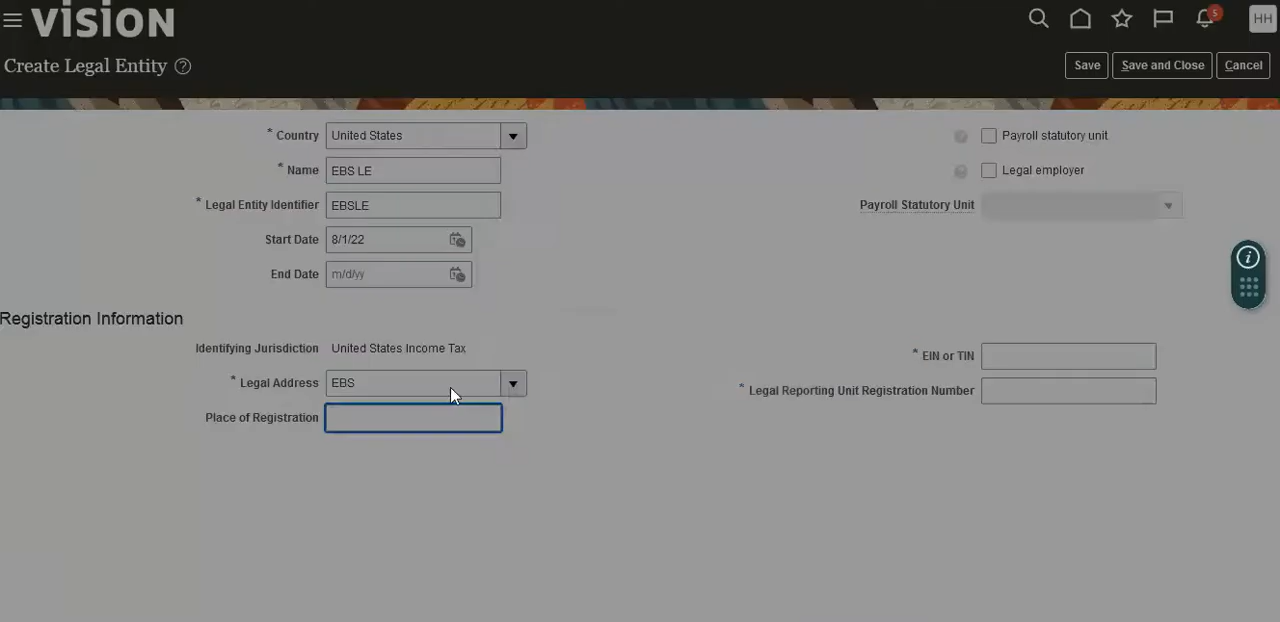 vision
5
HH
Create Legal Entity ?
Save
Save and Close
Cancel
* Country United States
Payroll statutory unit
* Name EBS LE
Legal employer
* Legal Entity Identifier EBSLE
Payroll Statutory Unit
Start Date 8/1/22
End Date m/d/yy
Registration Information
Identifying Jurisdiction United States Income Tax
* EIN or TIN
* Legal Address EBS
* Legal Reporting Unit Registration Number
Place of Registration